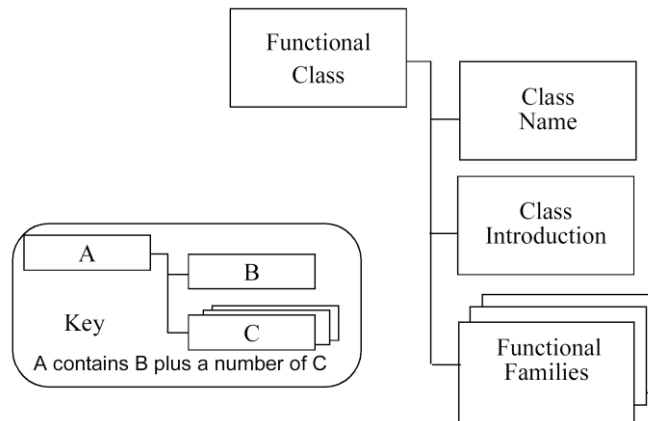 Functional
Class
Class
Name
Class
Introduction
Functional
Families
A
B
C
Key
A contains B plus a number of C